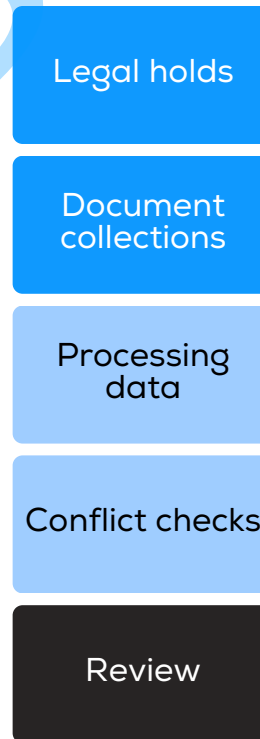 Legal holds
Document
collections
Processing
data
Conflict checks
Review